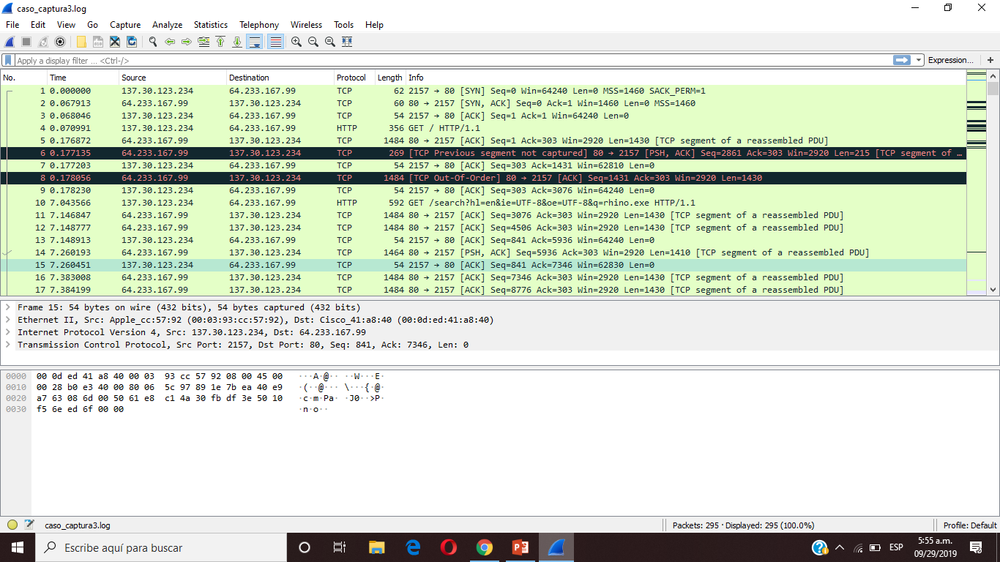 caso_captura3.log
File Edit View Go Capture Analyze Statistics Telephony Wireless Tools Help
Apply a display filter ... <Ctrl-/> Expression... +
No. Time Source Destination Protocol Length Info
1 0.000000 137.30.123.234 64.233.167.99 TCP 62 2157 → 80 [SYN] Seq=0 Win=64240 Len=0 MSS=1460 SACK_PERM=1
2 0.067913 64.233.167.99 137.30.123.234 TCP 60 80 → 2157 [SYN, ACK] Seq=0 Ack=1 Win=1460 Len=0 MSS=1460
3 0.068046 137.30.123.234 64.233.167.99 TCP 54 2157 → 80 [ACK] Seq=1 Ack=1 Win=64240 Len=0
4 0.070991 137.30.123.234 64.233.167.99 HTTP 356 GET / HTTP/1.1
5 0.176872 64.233.167.99 137.30.123.234 TCP 1484 80 → 2157 [ACK] Seq=1 Ack=303 Win=2920 Len=1430 [TCP segment of a reassembled PDU]
6 0.177135 64.233.167.99 137.30.123.234 TCP 269 [TCP Previous segment not captured] 80 → 2157 [PSH, ACK] Seq=2861 Ack=303 Win=2920 Len=215 [TCP segment of …
7 0.177203 137.30.123.234 64.233.167.99 TCP 54 2157 → 80 [ACK] Seq=303 Ack=1431 Win=62810 Len=0
8 0.178056 64.233.167.99 137.30.123.234 TCP 1484 [TCP Out-Of-Order] 80 → 2157 [ACK] Seq=1431 Ack=303 Win=2920 Len=1430
9 0.178230 137.30.123.234 64.233.167.99 TCP 54 2157 → 80 [ACK] Seq=303 Ack=3076 Win=64240 Len=0
10 7.043566 137.30.123.234 64.233.167.99 HTTP 592 GET /search?hl=en&ie=UTF-8&oe=UTF-8&q=rhino.exe HTTP/1.1
11 7.146847 64.233.167.99 137.30.123.234 TCP 1484 80 → 2157 [ACK] Seq=3076 Ack=303 Win=2920 Len=1430 [TCP segment of a reassembled PDU]
12 7.148777 64.233.167.99 137.30.123.234 TCP 1484 80 → 2157 [ACK] Seq=4506 Ack=303 Win=2920 Len=1430 [TCP segment of a reassembled PDU]
13 7.148913 137.30.123.234 64.233.167.99 TCP 54 2157 → 80 [ACK] Seq=841 Ack=5936 Win=64240 Len=0
14 7.260193 64.233.167.99 137.30.123.234 TCP 1464 80 → 2157 [PSH, ACK] Seq=5936 Ack=303 Win=2920 Len=1410 [TCP segment of a reassembled PDU]
15 7.260451 137.30.123.234 64.233.167.99 TCP 54 2157 → 80 [ACK] Seq=841 Ack=7346 Win=62830 Len=0
16 7.383008 64.233.167.99 137.30.123.234 TCP 1484 80 → 2157 [ACK] Seq=7346 Ack=303 Win=2920 Len=1430 [TCP segment of a reassembled PDU]
17 7.384199 64.233.167.99 137.30.123.234 TCP 1484 80 → 2157 [ACK] Seq=8776 Ack=303 Win=2920 Len=1430 [TCP segment of a reassembled PDU]
Frame 15: 54 bytes on wire (432 bits), 54 bytes captured (432 bits)
Ethernet II, Src: Apple_cc:57:92 (00:03:93:cc:57:92), Dst: Cisco_41:a8:40 (00:0d:ed:41:a8:40)
Internet Protocol Version 4, Src: 137.30.123.234, Dst: 64.233.167.99
Transmission Control Protocol, Src Port: 2157, Dst Port: 80, Seq: 841, Ack: 7346, Len: 0
0000 00 0d ed 41 a8 40 00 03 93 cc 57 92 08 00 45 00 ···A·@·· ··W···E·
0010 00 28 b0 e3 40 00 80 06 5c 97 89 1e 7b ea 40 e9 ·(··@··· \···{·@·
0020 a7 63 08 6d 00 50 61 e8 c1 4a 30 fb df 3e 50 10 ·c·m·Pa· ·J0··>P·
0030 f5 6e ed 6f 00 00 ·n·o··
caso_captura3.log Packets: 295 · Displayed: 295 (100.0%) Profile: Default
Escribe aquí para buscar ESP 5:55 a.m.
09/29/2019